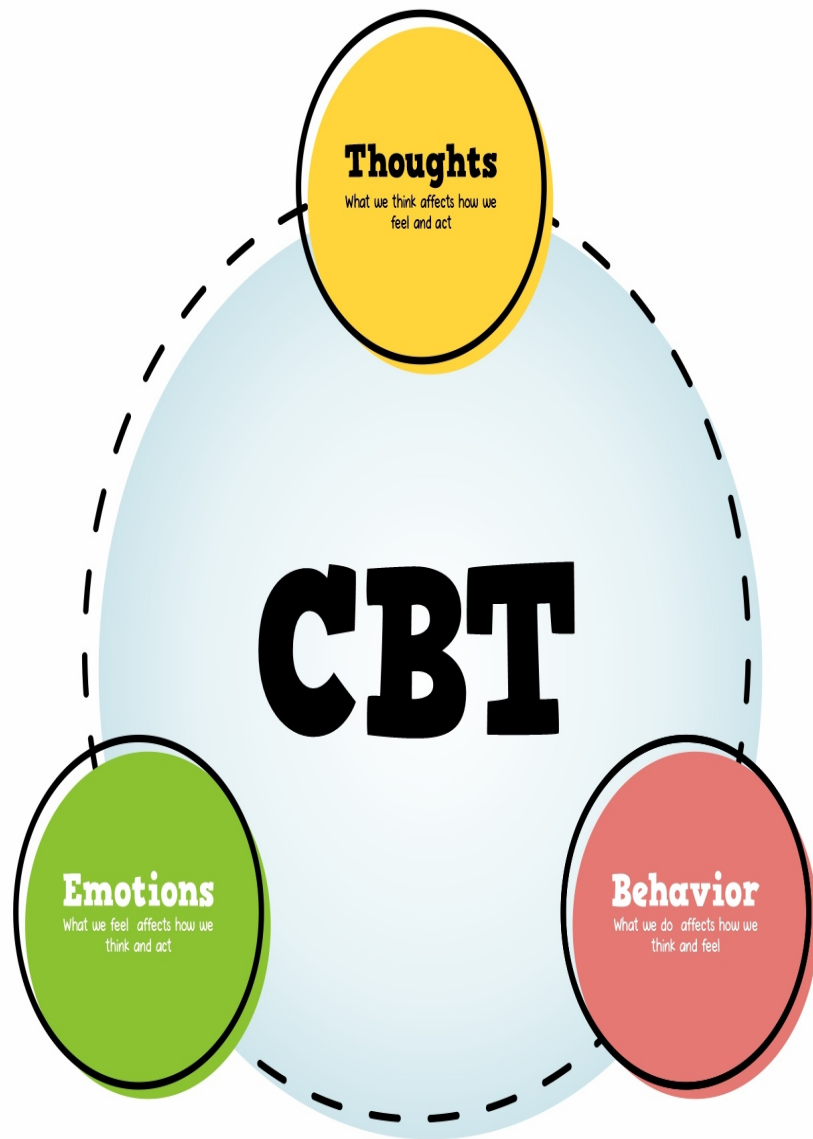 Thoughts
What we think affects how we
feel and act
CBT
Emotions
What we feel affects how we
think and act
Behavior
What we do affects how we
think and feel